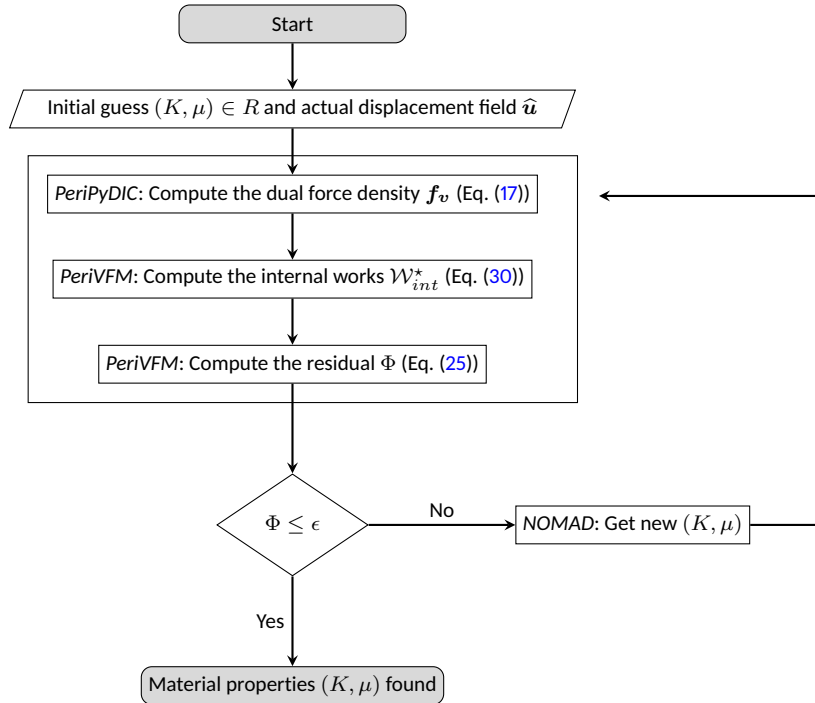 Start
Initial guess (K, μ) ∈ R and actual displacement field û
PeriPyDIC: Compute the dual force density f_v (Eq. (17))
PeriVFM: Compute the internal works W*_int (Eq. (30))
PeriVFM: Compute the residual Φ (Eq. (25))
Φ ≤ ϵ
No
NOMAD: Get new (K, μ)
Yes
Material properties (K, μ) found